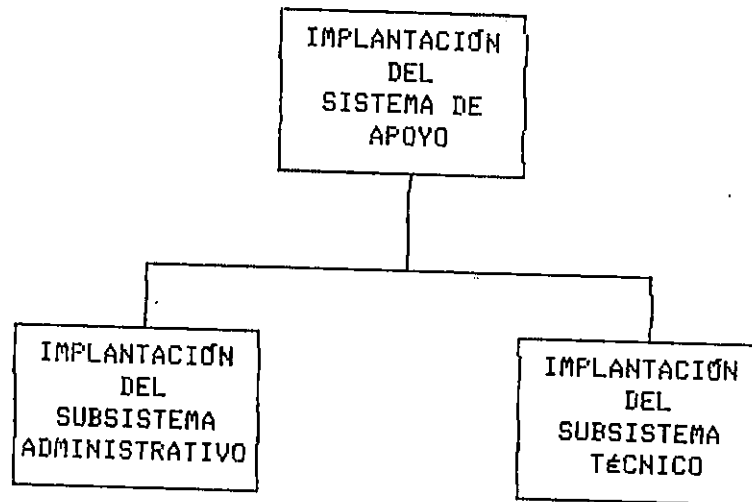 IMPLANTACIÓN
DEL
SISTEMA DE
APOYO
IMPLANTACIÓN
DEL
SUBSISTEMA
ADMINISTRATIVO
IMPLANTACIÓN
DEL
SUBSISTEMA
TÉCNICO